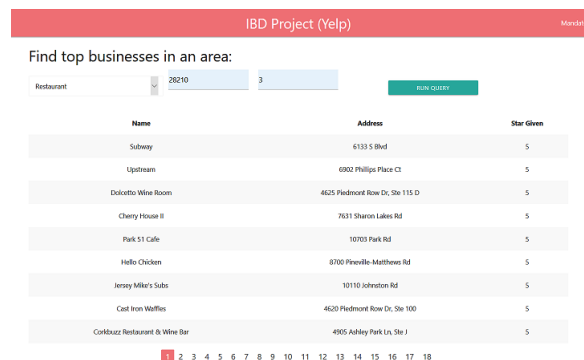 IBD Project (Yelp)
Find top businesses in an area:
Restaurant 28210 3 RUN QUERY
Name Address Star Given
Subway 6133 S Blvd 5
Upstream 6902 Phillips Place Ct 5
Dolcetto Wine Room 4625 Piedmont Row Dr, Ste 115 D 5
Cherry House II 7631 Sharon Lakes Rd 5
Park 51 Cafe 10703 Park Rd 5
Hello Chicken 8700 Pineville-Matthews Rd 5
Jersey Mike's Subs 10110 Johnston Rd 5
Cast Iron Waffles 4620 Piedmont Row Dr, Ste 100 5
Corkbuzz Restaurant & Wine Bar 4905 Ashley Park Ln, Ste J 5
1 2 3 4 5 6 7 8 9 10 11 12 13 14 15 16 17 18